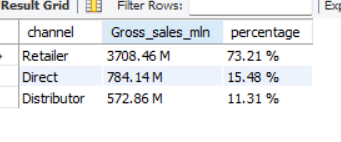 Result Grid Filter Rows: Exp
channel Gross_sales_mln percentage
Retailer 3708.46 M 73.21 %
Direct 784.14 M 15.48 %
Distributor 572.86 M 11.31 %